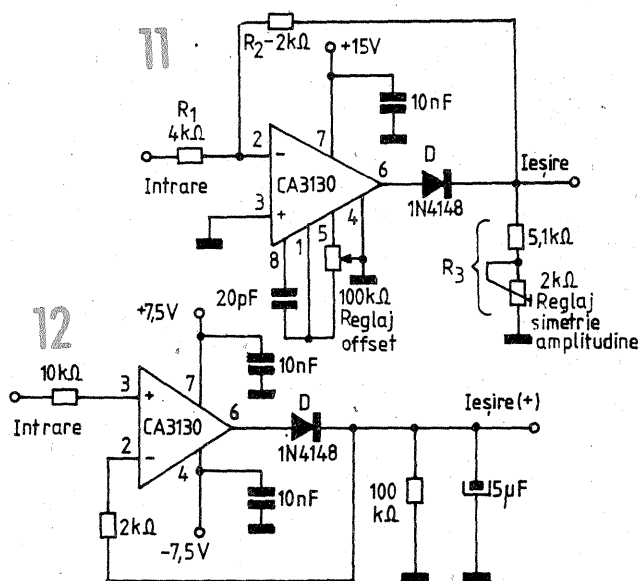 11
R2-2kΩ
+15V
10nF
R1
4kΩ
2
-
7
6
D
Ieşire
Intrare
CA3130
1N4148
3
+
5
4
8
1
5,1kΩ
R3
20pF
100kΩ
Reglaj
offset
2kΩ
Reglaj
simetrie
amplitudine
12
+7,5V
10nF
10kΩ
3
+
7
6
D
Ieşire(+)
Intrare
CA3130
1N4148
2
-
4
10nF
100
kΩ
5µF
2kΩ
-7,5V